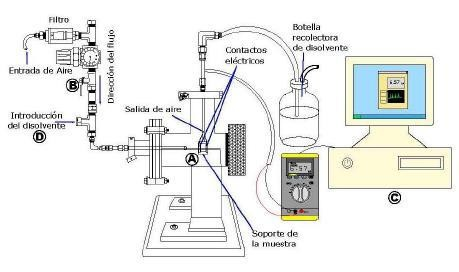 Filtro
Entrada de Aire
Dirección del flujo
B
Introducción
del disolvente
D
Salida de aire
Contactos
eléctricos
Botella
recolectora
de disolvente
A
C
Soporte de
la muestra